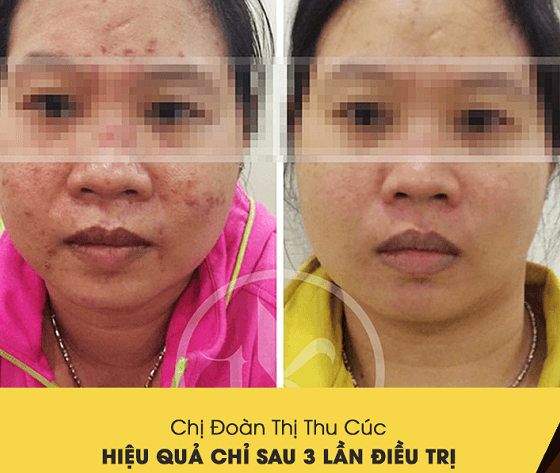 Chị Đoàn Thị Thu Cúc
HIỆU QUẢ CHỈ SAU 3 LẦN ĐIỀU TRỊ